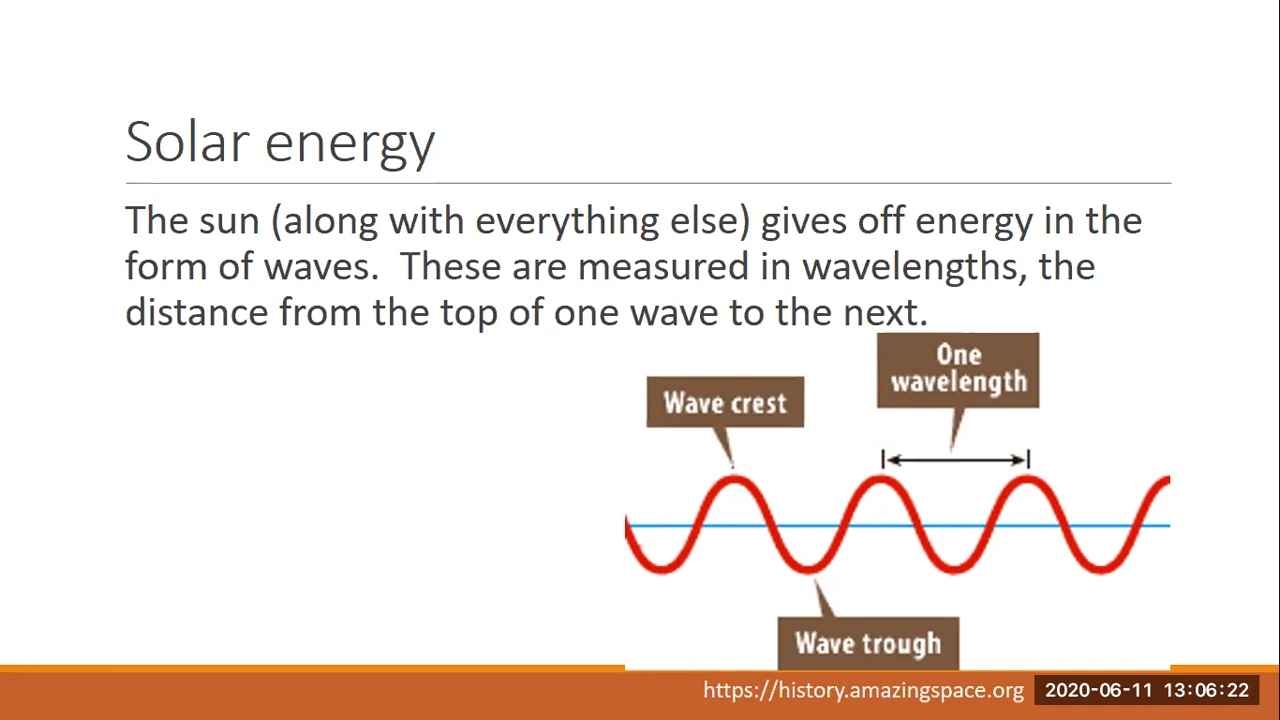 Solar energy
The sun (along with everything else) gives off energy in the
form of waves.  These are measured in wavelengths, the
distance from the top of one wave to the next.
One
wavelength
Wave crest
Wave trough
https://history.amazingspace.org
2020-06-11 13:06:22